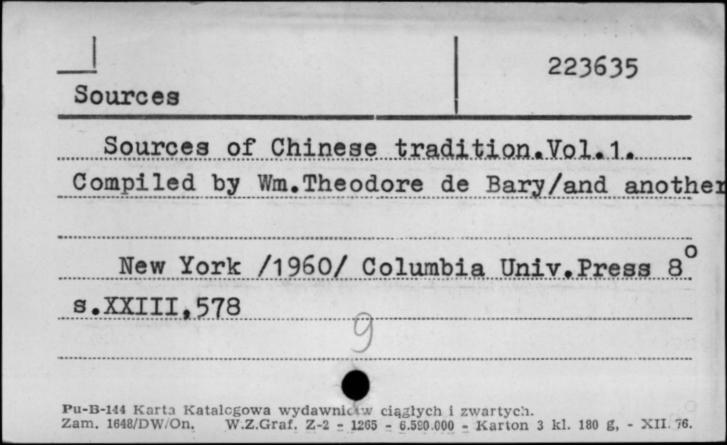 223635
Sources
Sources of Chinese tradition.Vol.1.
Compiled by Wm.Theodore de Bary/and another
New York /1960/ Columbia Univ.Press 8°
s.XXIII,578
9
Pu-B-144 Karta Katalogowa wydawnictw ciągłych i zwartych.
Zam. 1648/DW/On. W.Z.Graf. Z-2 - 1265 - 6.580.000 - Karton 3 kl. 180 g, - XII. 76.